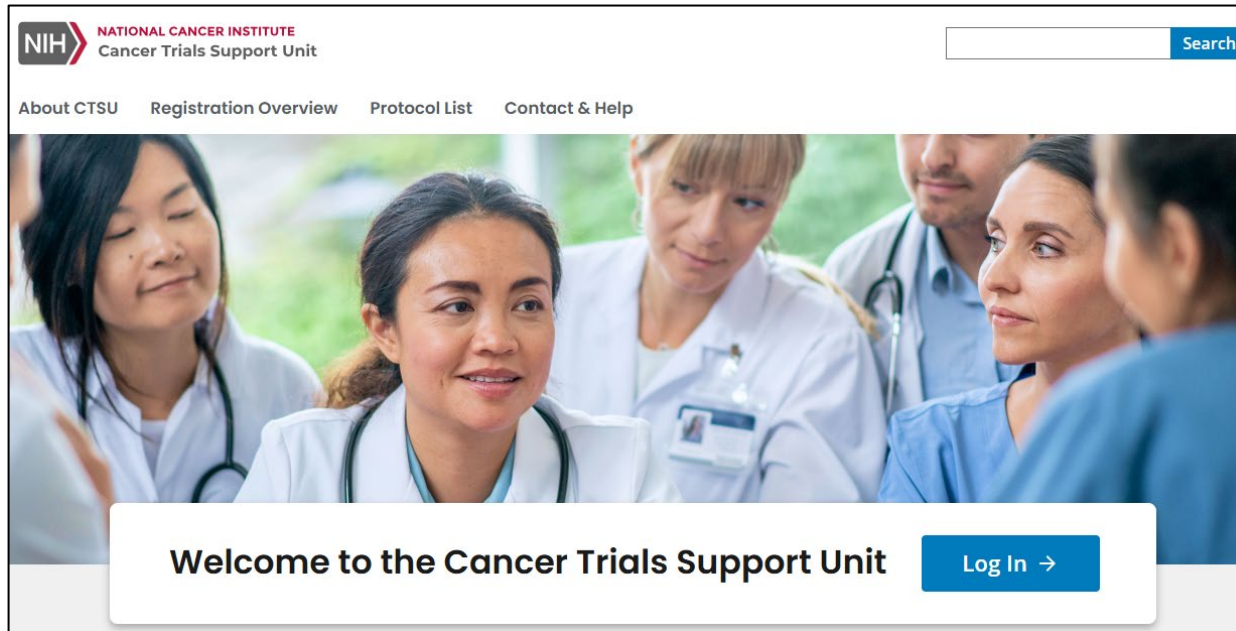 NIH
NATIONAL CANCER INSTITUTE
Cancer Trials Support Unit
Search
About CTSU Registration Overview Protocol List Contact & Help
Welcome to the Cancer Trials Support Unit
Log In →